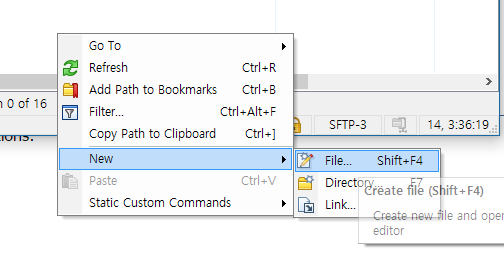 Go To
Refresh Ctrl+R
Add Path to Bookmarks Ctrl+B
Filter... Ctrl+Alt+F
Copy Path to Clipboard Ctrl+]
New
Paste Ctrl+V
Static Custom Commands
0 of 16
SFTP-3
14, 3:36:19
File... Shift+F4
Directory... F7
Link...
Create file (Shift+F4)
Create new file and open
editor